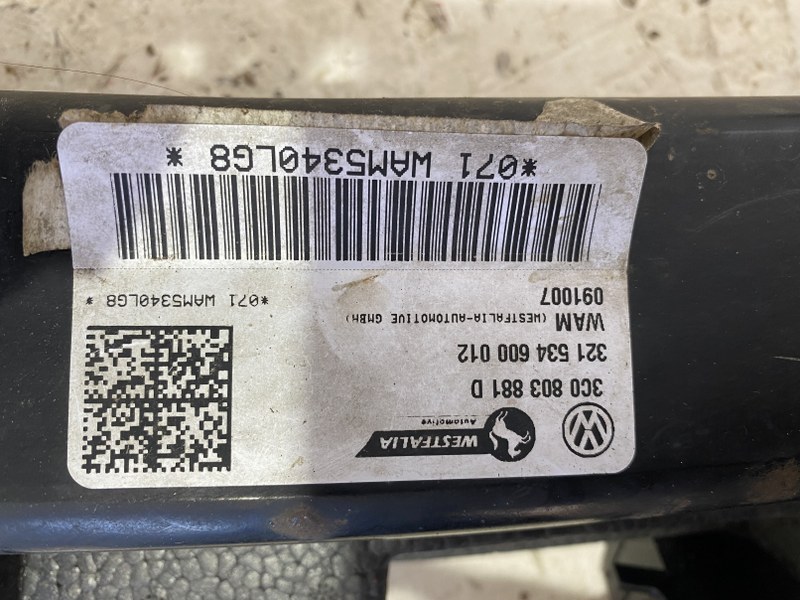 WESTFALIA
Automotive
3C0 803 881 D
321 534 600 012
WAM (WESTFALIA-AUTOMOTIVE GMBH)
091007
*071 WAM5340LG8 *
*071 WAM5340LG8 *